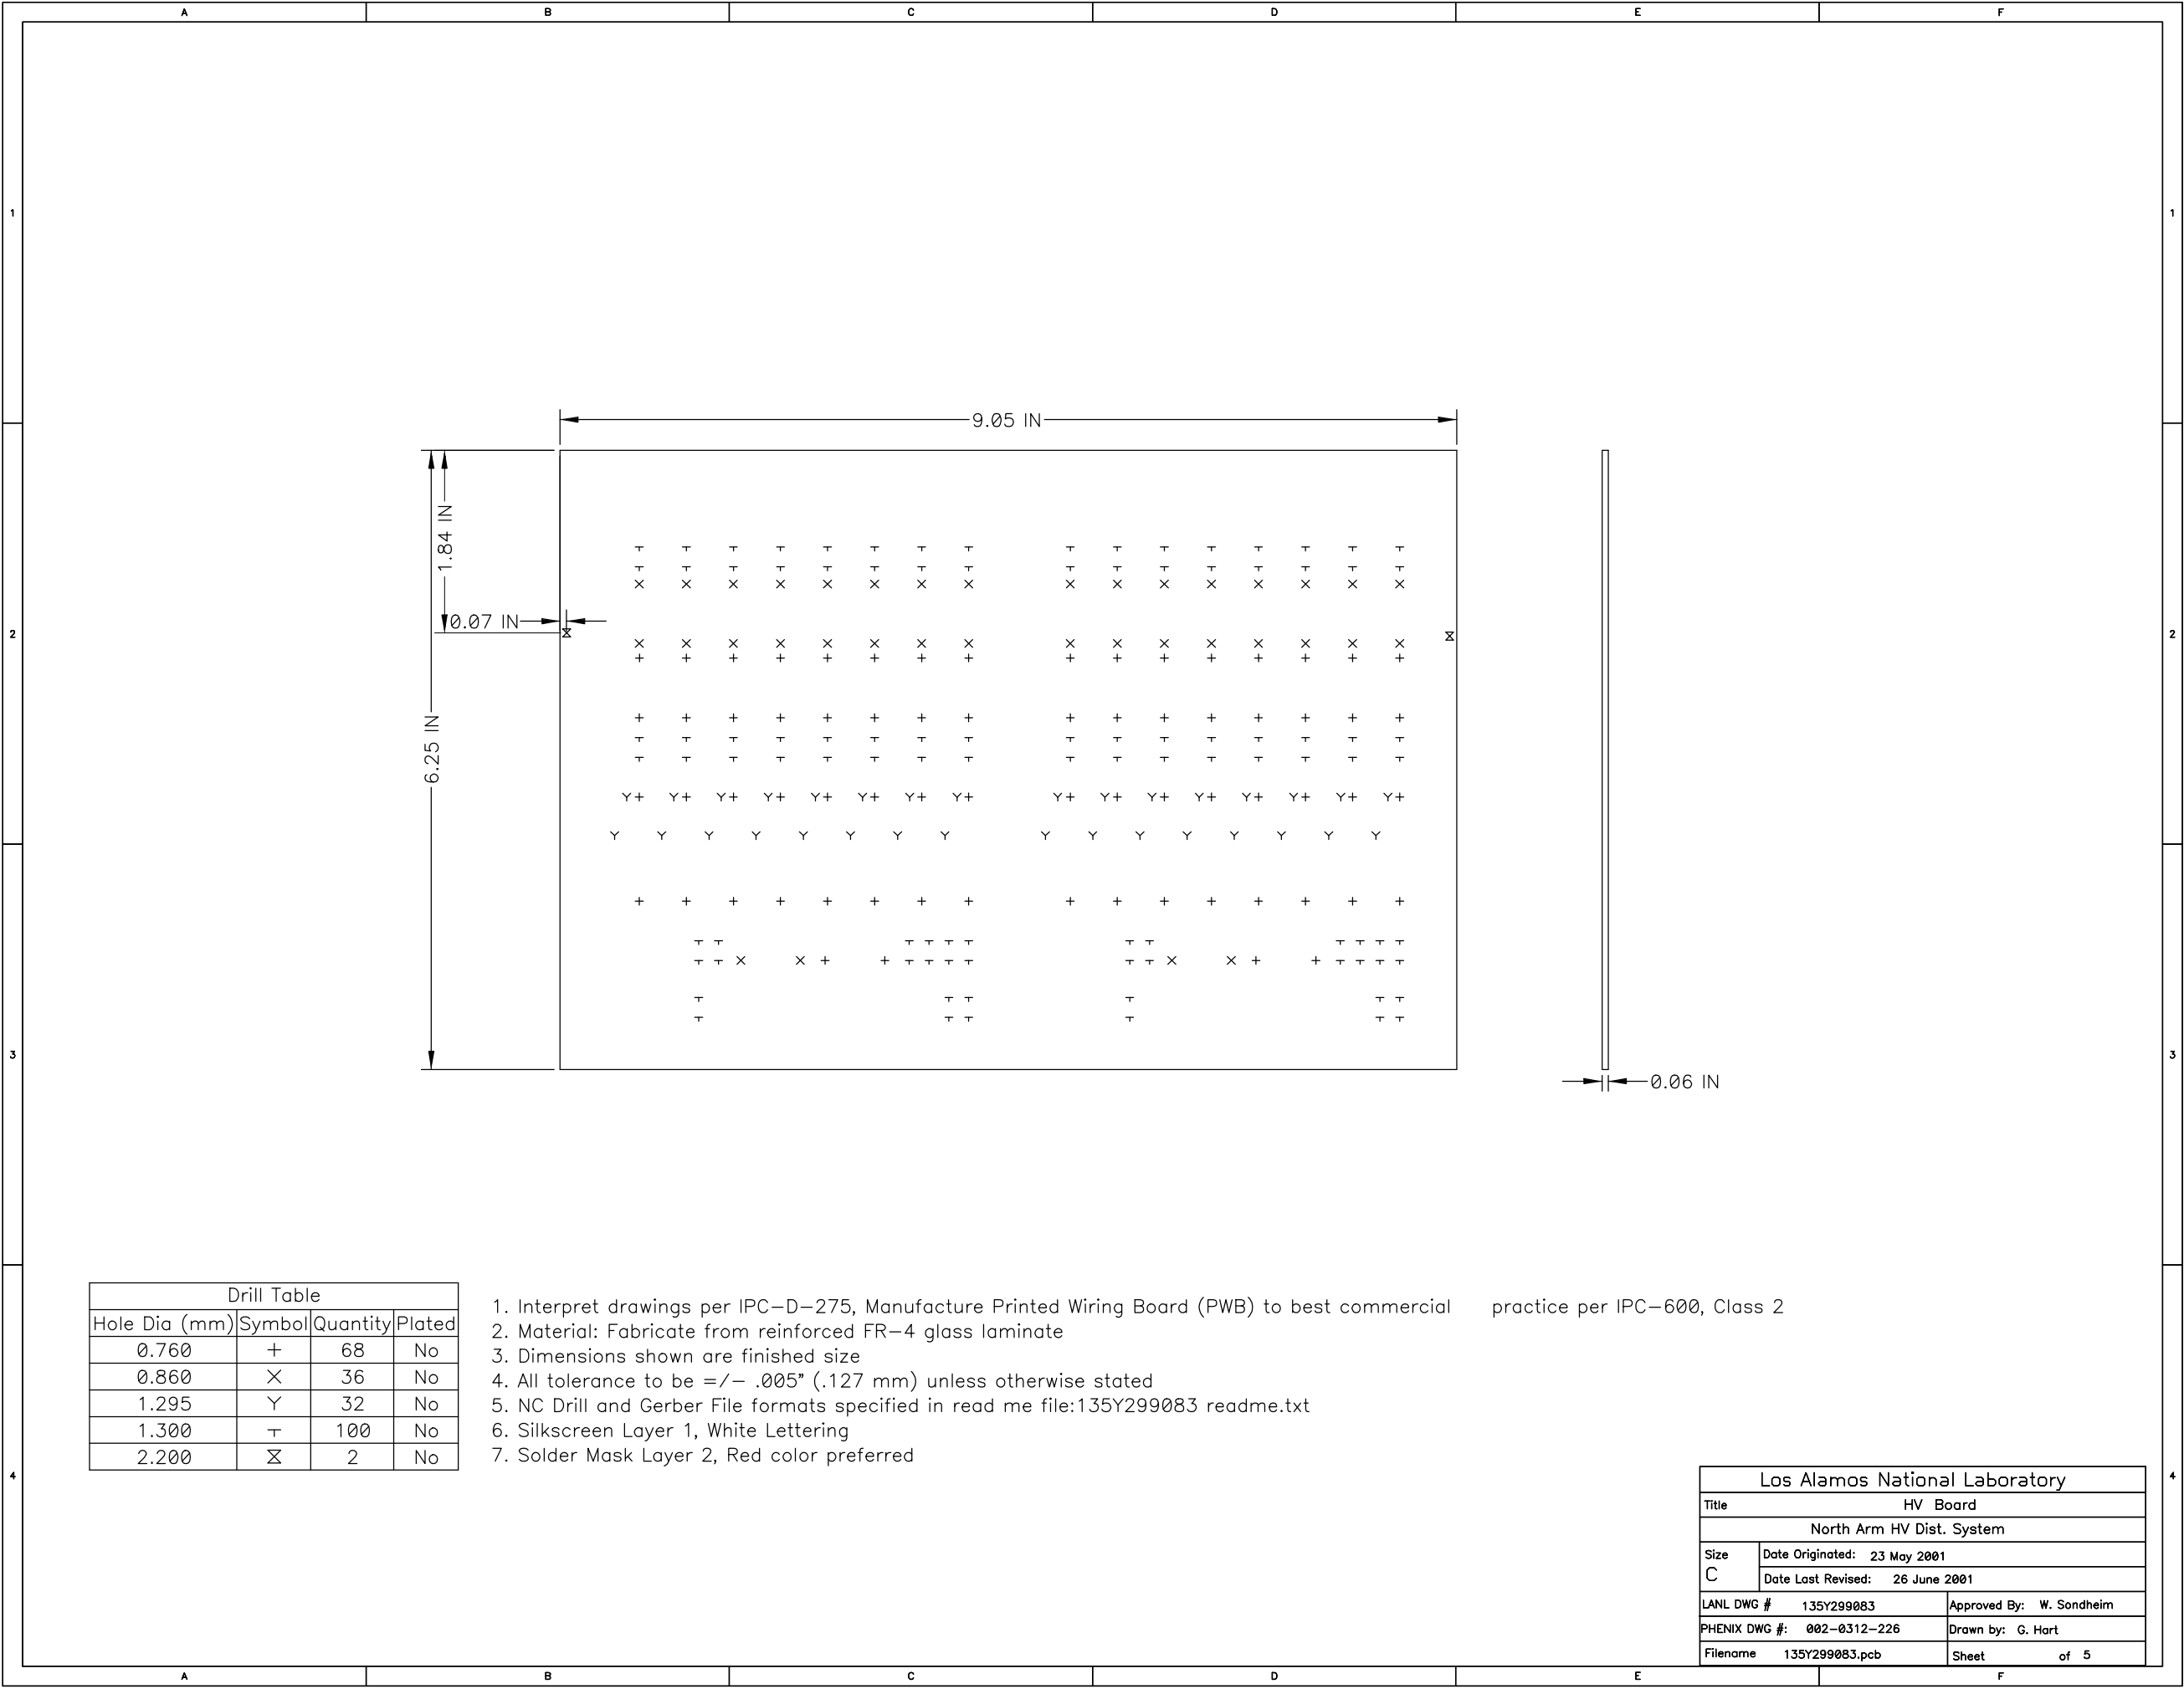 A B C D E F
1 1
9.05 IN
1.84 IN
0.07 IN
2 2
6.25 IN
3 3
0.06 IN
Drill Table
Hole Dia (mm) Symbol Quantity Plated
0.760 + 68 No
0.860 X 36 No
1.295 Y 32 No
1.300 100 No
2.200 2 No
1. Interpret drawings per IPC-D-275, Manufacture Printed Wiring Board (PWB) to best commercial practice per IPC-600, Class 2
2. Material: Fabricate from reinforced FR-4 glass laminate
3. Dimensions shown are finished size
4. All tolerance to be =/- .005" (.127 mm) unless otherwise stated
5. NC Drill and Gerber File formats specified in read me file:135Y299083 readme.txt
6. Silkscreen Layer 1, White Lettering
7. Solder Mask Layer 2, Red color preferred
4 4
Los Alamos National Laboratory
Title HV Board
North Arm HV Dist. System
Size Date Originated: 23 May 2001
C Date Last Revised: 26 June 2001
LANL DWG # 135Y299083 Approved By: W. Sondheim
PHENIX DWG #: 002-0312-226 Drawn by: G. Hart
Filename 135Y299083.pcb Sheet of 5
A B C D E F